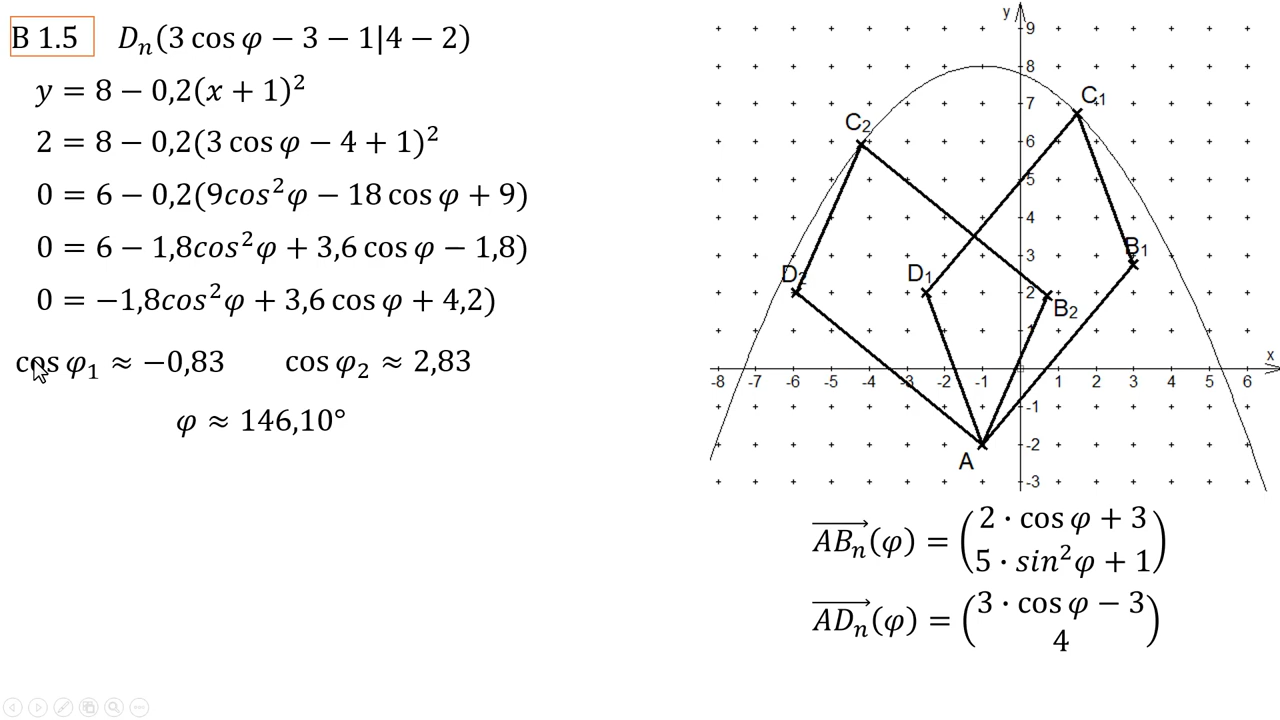 B 1.5 Dₙ(3 cos φ − 3 − 1|4 − 2)
y = 8 − 0,2(x + 1)²
2 = 8 − 0,2(3 cos φ − 4 + 1)²
0 = 6 − 0,2(9cos²φ − 18 cos φ + 9)
0 = 6 − 1,8cos²φ + 3,6 cos φ − 1,8)
0 = −1,8cos²φ + 3,6 cos φ + 4,2)
cos φ₁ ≈ −0,83 cos φ₂ ≈ 2,83
φ ≈ 146,10°
y
9
8
7
6
5
4
3
2
1
-1
-2
-3
C₁
C₂
B₁
D₂
D₁
B₂
x
-8 -7 -6 -5 -4 -3 -2 -1 0 1 2 3 4 5 6
A
ABₙ(φ) = (2 · cos φ + 3
5 · sin²φ + 1)
ADₙ(φ) = (3 · cos φ − 3
4)